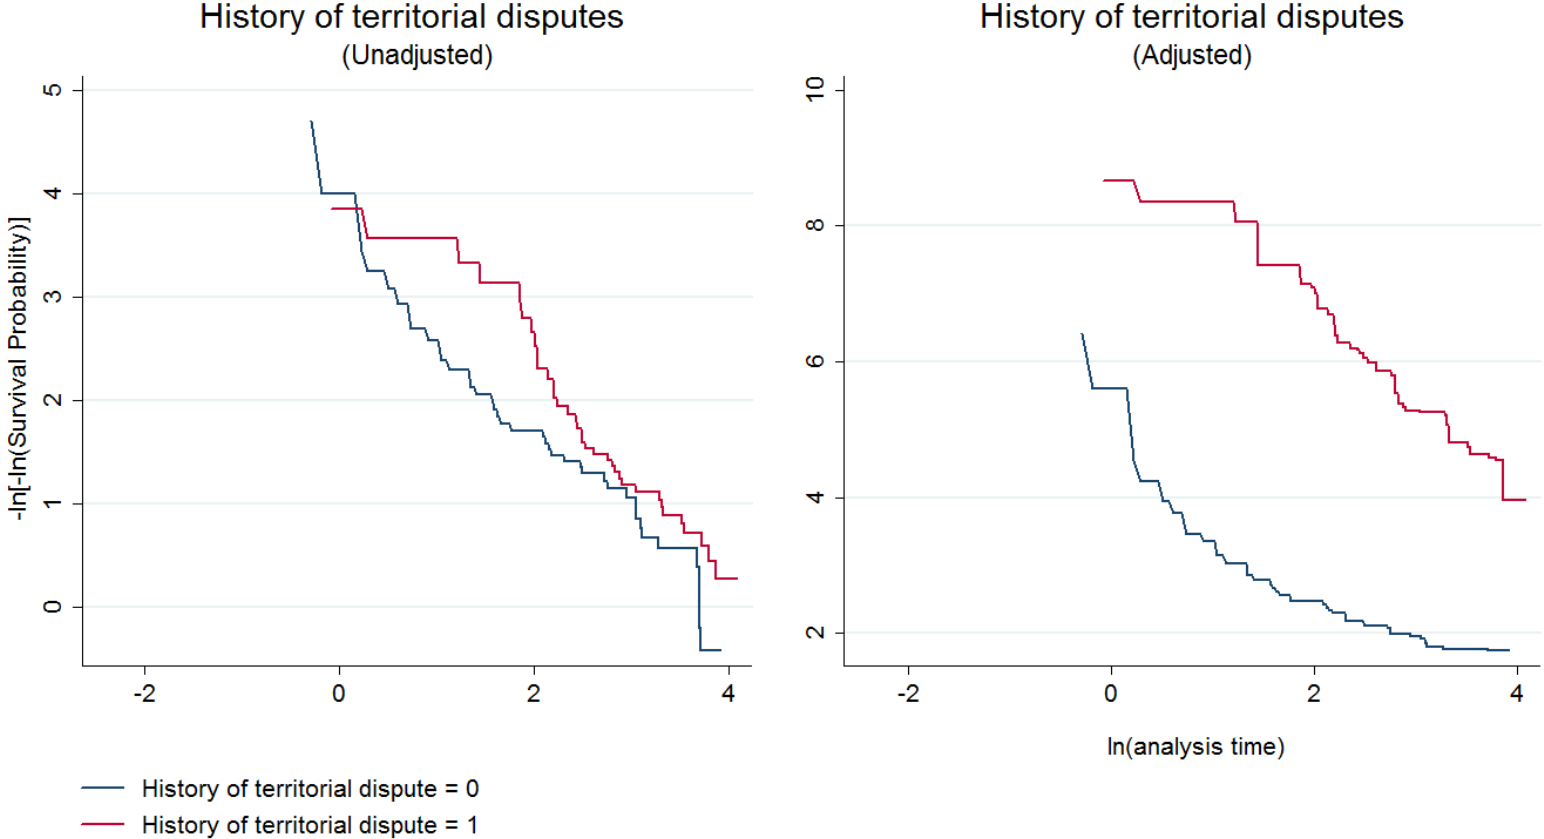 History of territorial disputes
(Unadjusted)
-ln[-ln(Survival Probability)]
5
4
3
2
1
0
-2
0
2
4
History of territorial disputes
(Adjusted)
10
8
6
4
2
-2
0
2
4
ln(analysis time)
History of territorial dispute = 0
History of territorial dispute = 1